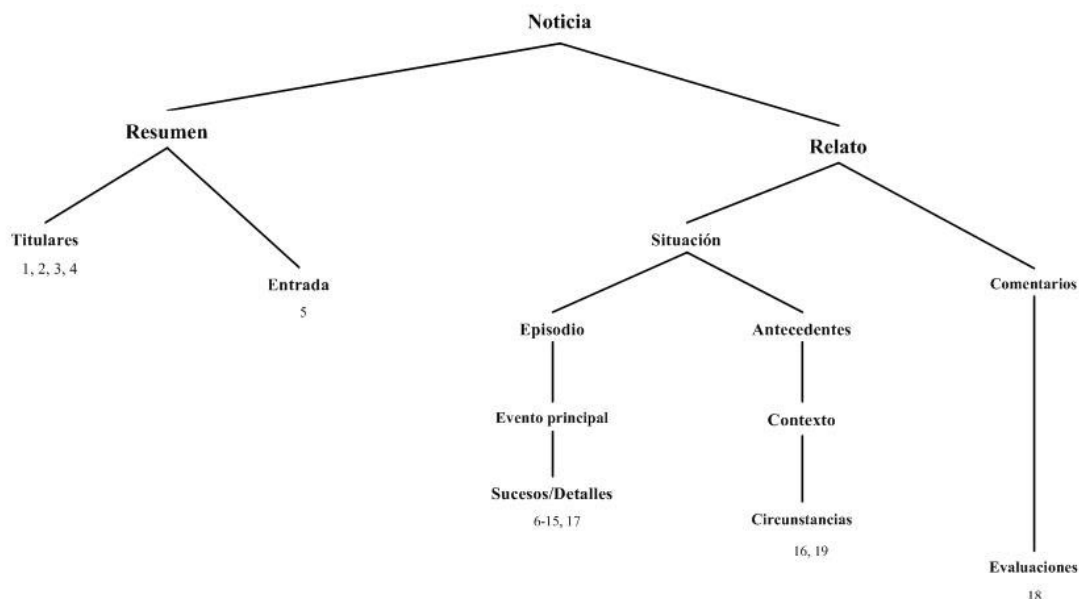 Noticia
Resumen
Relato
Titulares
1, 2, 3, 4
Entrada
5
Situación
Comentarios
Episodio
Antecedentes
Evento principal
Contexto
Sucesos/Detalles
6-15, 17
Circunstancias
16, 19
Evaluaciones
18